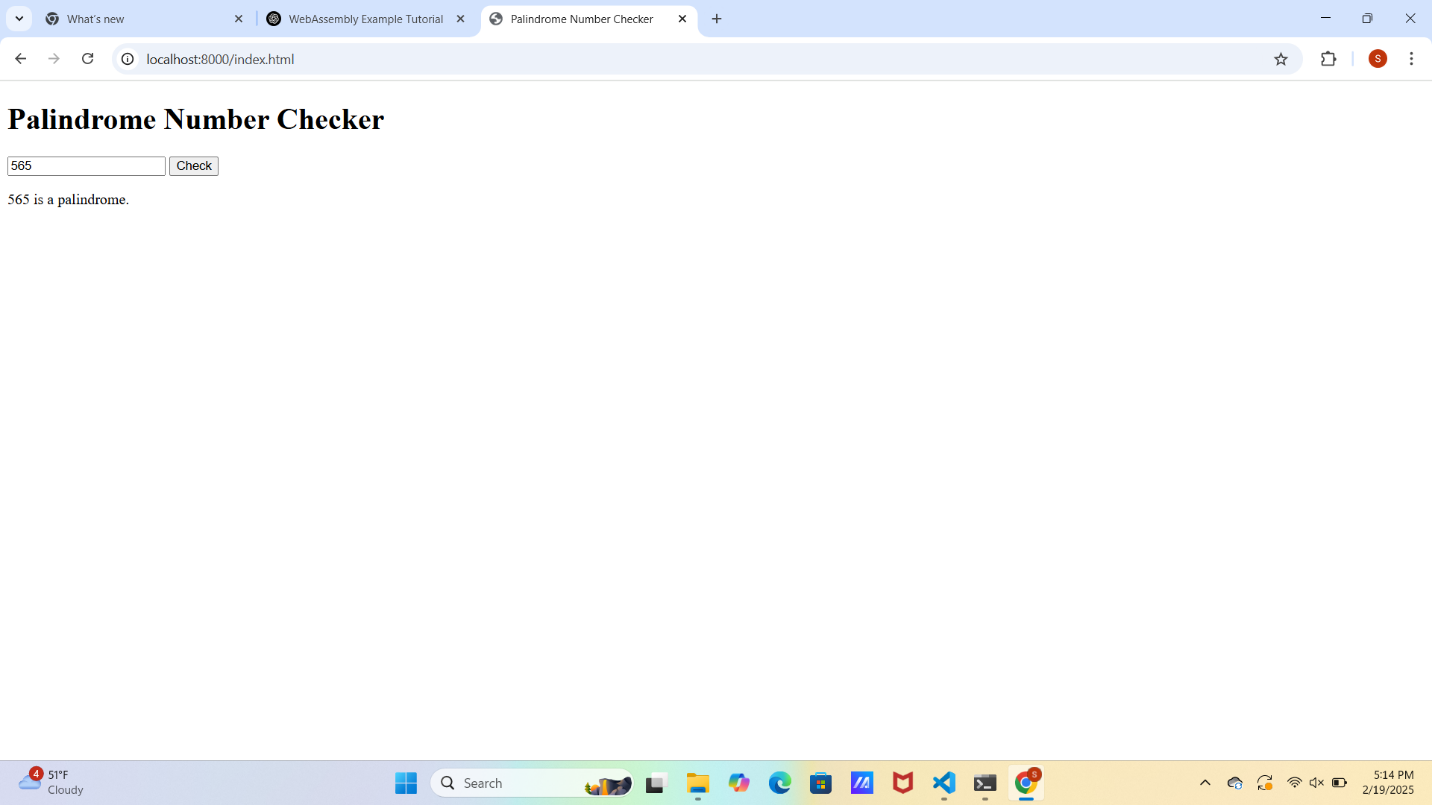 What's new
WebAssembly Example Tutorial
Palindrome Number Checker
localhost:8000/index.html
S
Palindrome Number Checker
565
Check
565 is a palindrome.
4
51°F
Cloudy
Search
S
5:14 PM
2/19/2025